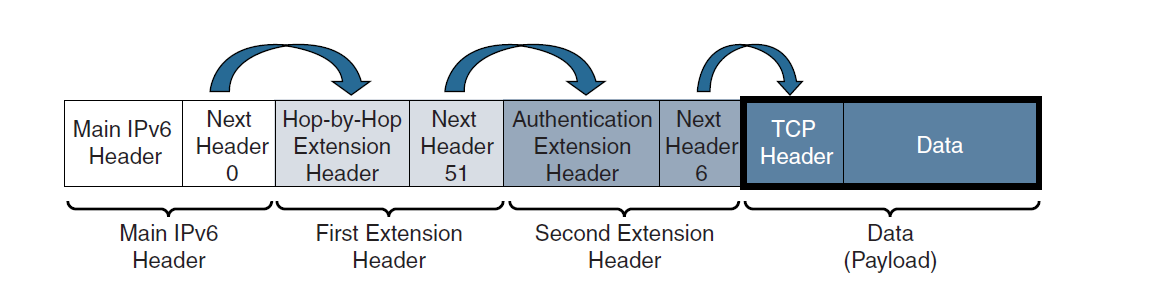 Main IPv6
Header
Next
Header
0
Hop-by-Hop
Extension
Header
Next
Header
51
Authentication
Extension
Header
Next
Header
6
TCP
Header
Data
Main IPv6
Header
First Extension
Header
Second Extension
Header
Data
(Payload)